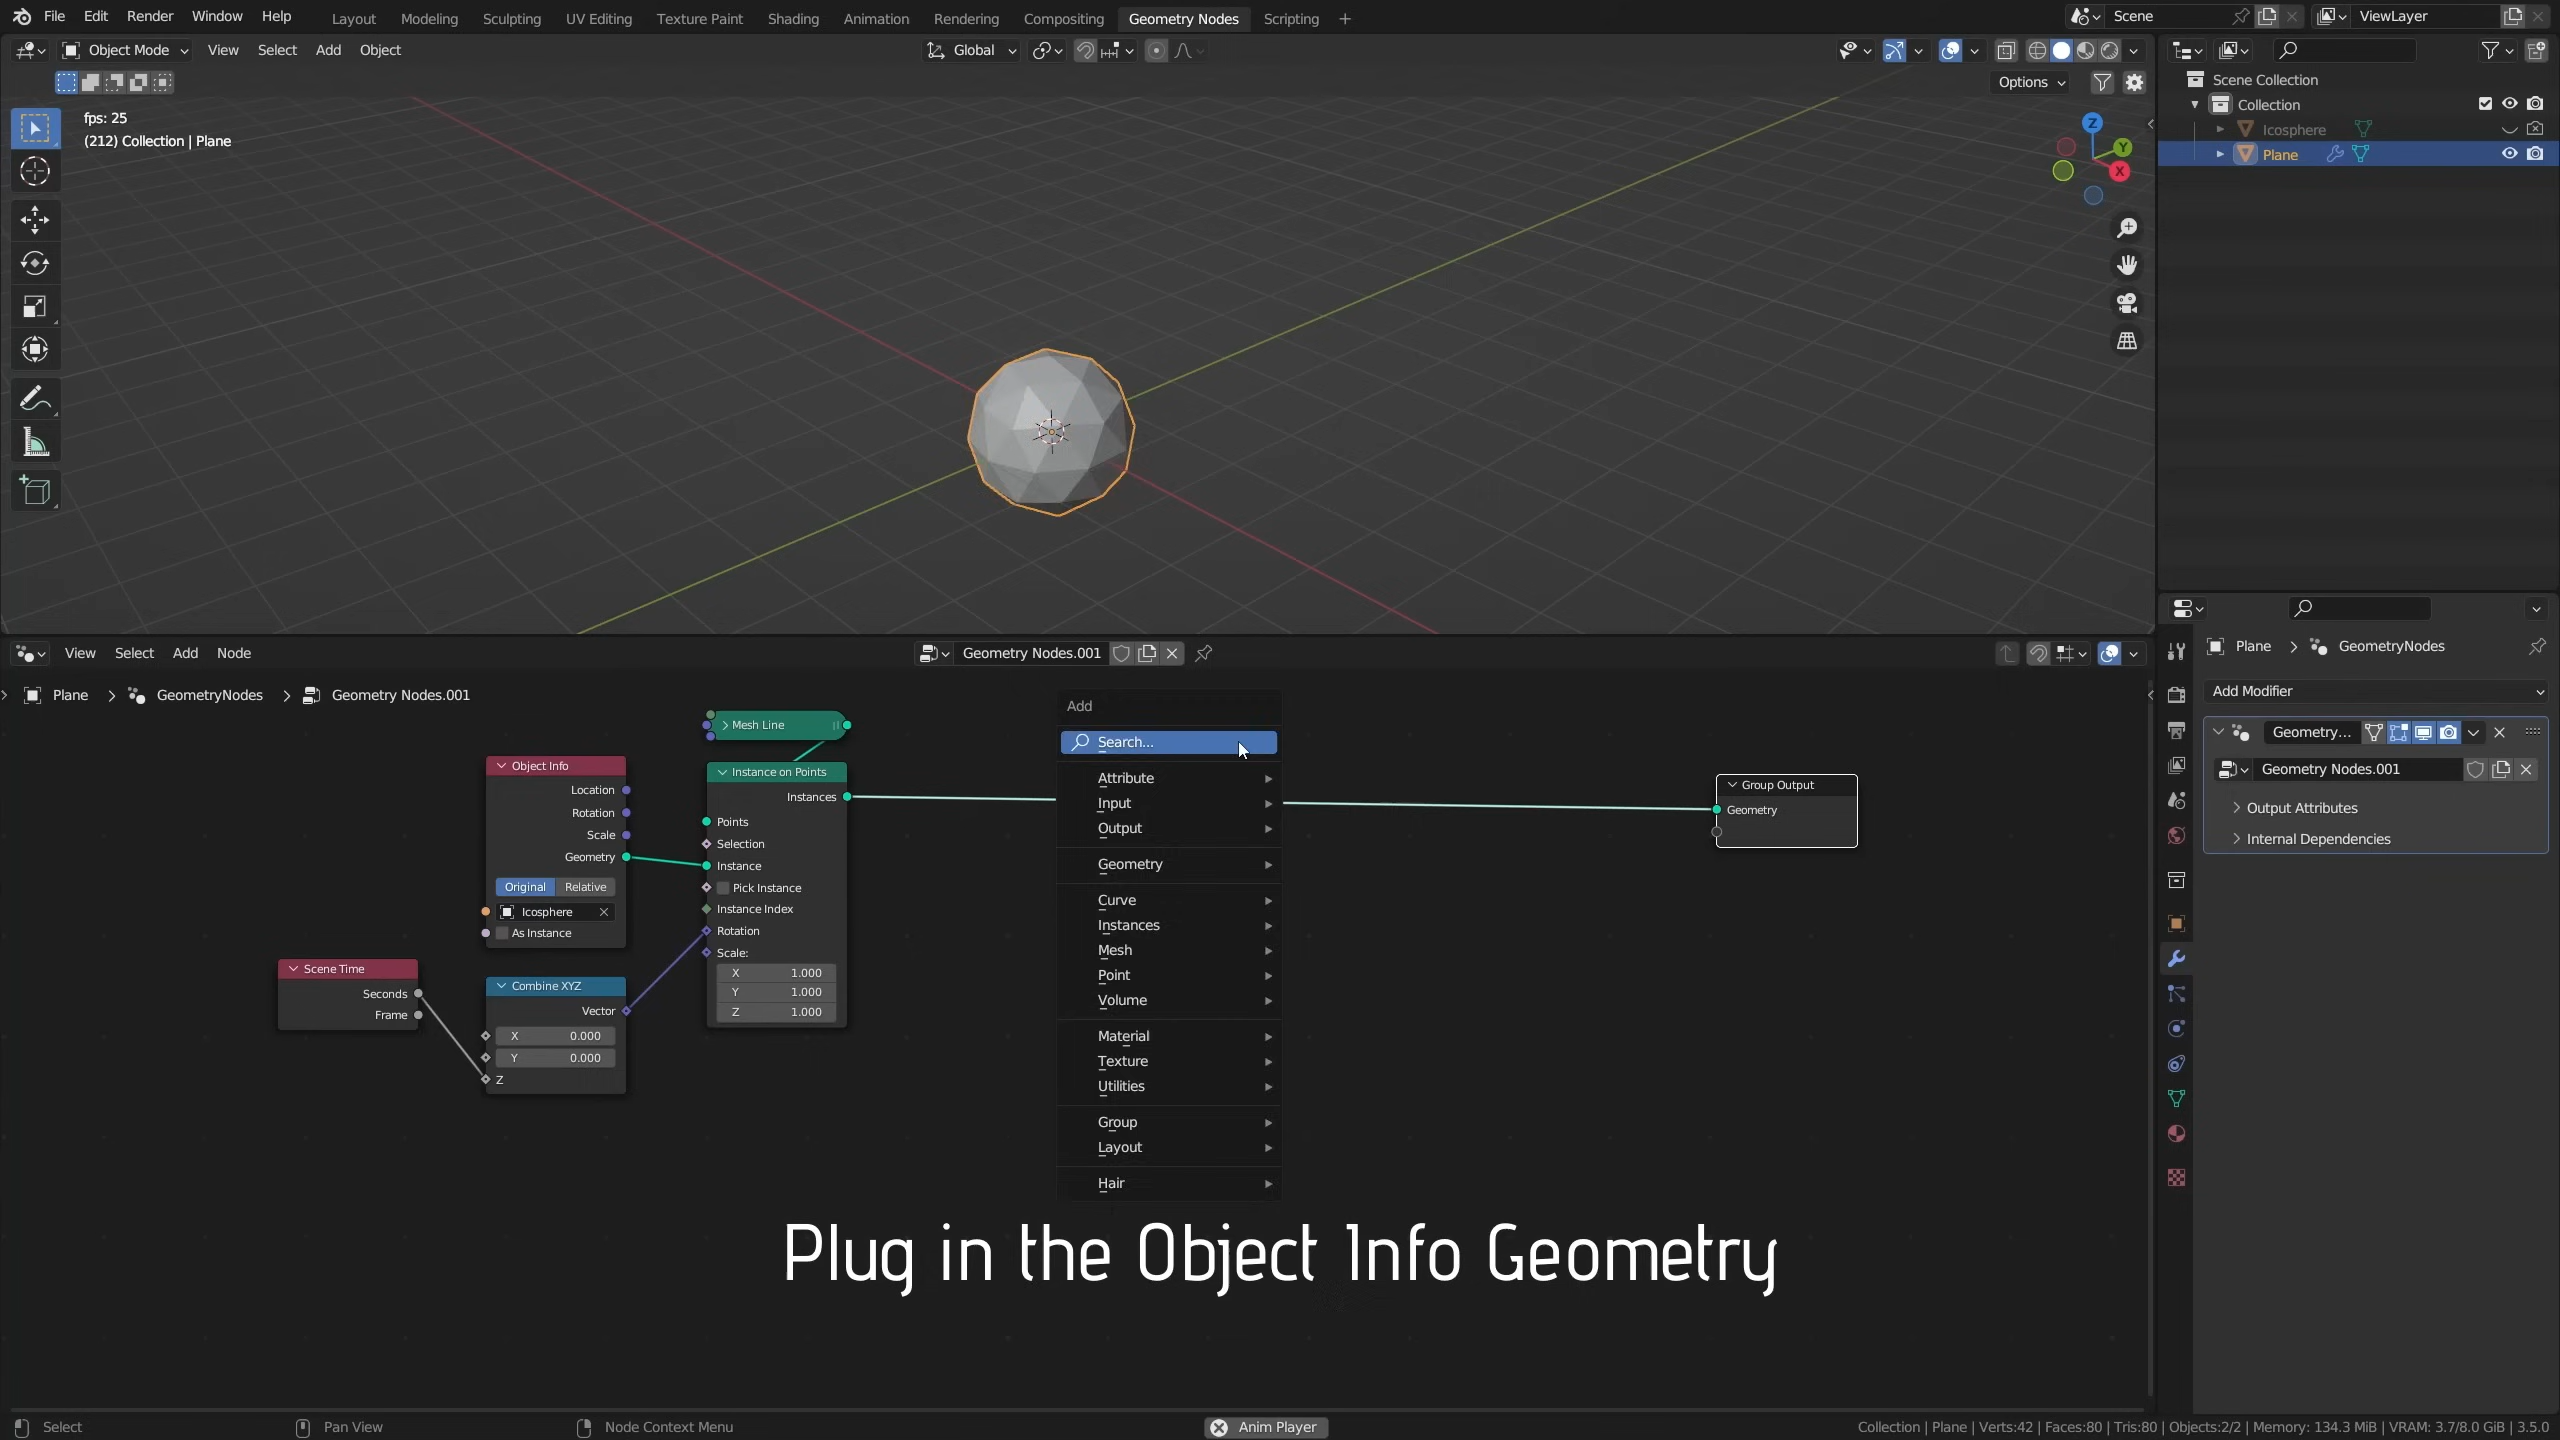 File Edit Render Window Help Layout Modeling Sculpting UV Editing Texture Paint Shading Animation Rendering Compositing Geometry Nodes Scripting + Scene ViewLayer
Object Mode View Select Add Object Global
Options
fps: 25
(212) Collection | Plane
Z
Y
X
Scene Collection
Collection
Icosphere
Plane
View Select Add Node Geometry Nodes.001
Plane > GeometryNodes > Geometry Nodes.001
Mesh Line
Object Info
Location
Rotation
Scale
Geometry
Original Relative
Icosphere
As Instance
Scene Time
Seconds
Frame
Combine XYZ
Vector
X 0.000
Y 0.000
Z
Instance on Points
Instances
Points
Selection
Instance
Pick Instance
Instance Index
Rotation
Scale:
X 1.000
Y 1.000
Z 1.000
Add
Search...
Attribute
Input
Output
Geometry
Curve
Instances
Mesh
Point
Volume
Material
Texture
Utilities
Group
Layout
Hair
Group Output
Geometry
Plane > GeometryNodes
Add Modifier
Geometry...
Geometry Nodes.001
Output Attributes
Internal Dependencies
Plug in the Object Info Geometry
Select Pan View Node Context Menu Anim Player Collection | Plane | Verts:42 | Faces:80 | Tris:80 | Objects:2/2 | Memory: 134.3 MiB | VRAM: 3.7/8.0 GiB | 3.5.0